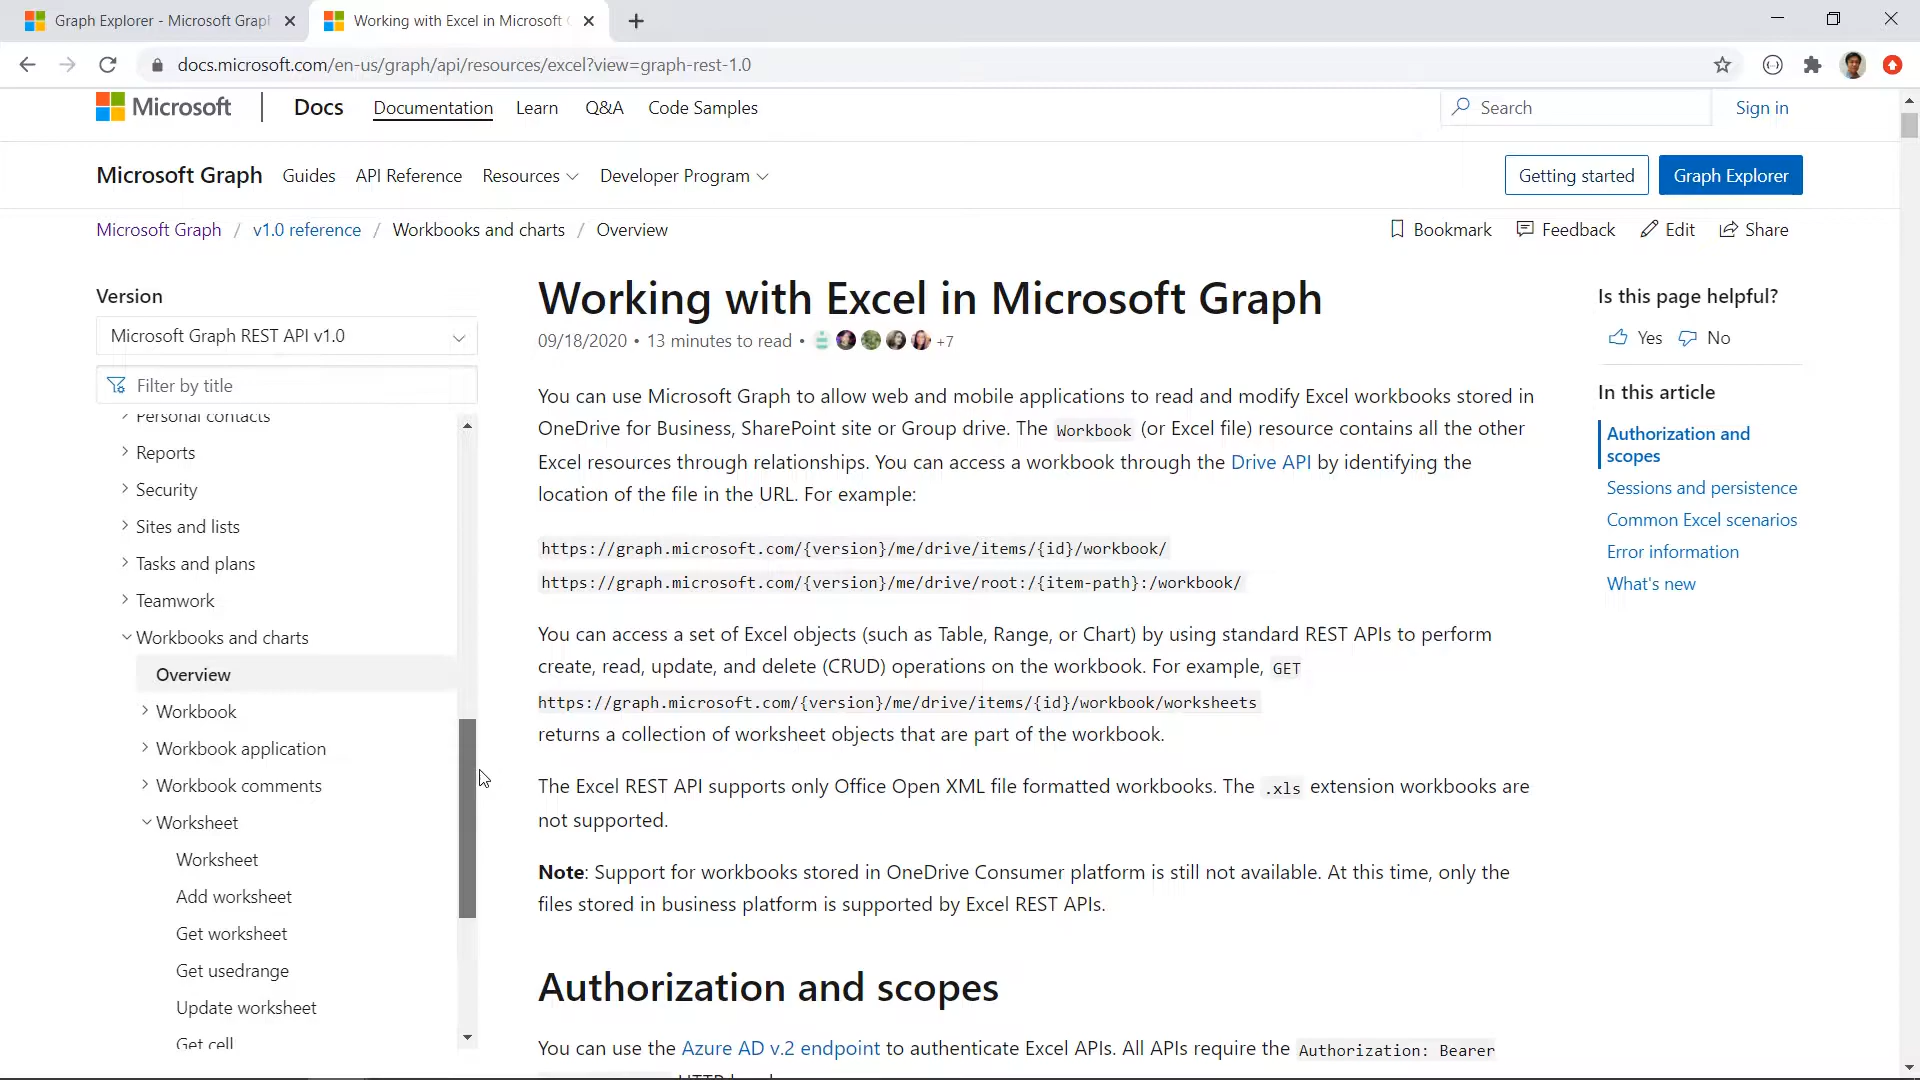 Graph Explorer - Microsoft Graph
Working with Excel in Microsoft G
docs.microsoft.com/en-us/graph/api/resources/excel?view=graph-rest-1.0
Microsoft
Docs
Documentation
Learn
Q&A
Code Samples
Search
Sign in
Microsoft Graph
Guides
API Reference
Resources
Developer Program
Getting started
Graph Explorer
Microsoft Graph / v1.0 reference / Workbooks and charts / Overview
Bookmark
Feedback
Edit
Share
Version
Microsoft Graph REST API v1.0
Filter by title
Personal contacts
Reports
Security
Sites and lists
Tasks and plans
Teamwork
Workbooks and charts
Overview
Workbook
Workbook application
Workbook comments
Worksheet
Worksheet
Add worksheet
Get worksheet
Get usedrange
Update worksheet
Get cell
Working with Excel in Microsoft Graph
09/18/2020 • 13 minutes to read • +7
You can use Microsoft Graph to allow web and mobile applications to read and modify Excel workbooks stored in
OneDrive for Business, SharePoint site or Group drive. The Workbook (or Excel file) resource contains all the other
Excel resources through relationships. You can access a workbook through the Drive API by identifying the
location of the file in the URL. For example:
https://graph.microsoft.com/{version}/me/drive/items/{id}/workbook/
https://graph.microsoft.com/{version}/me/drive/root:/{item-path}:/workbook/
You can access a set of Excel objects (such as Table, Range, or Chart) by using standard REST APIs to perform
create, read, update, and delete (CRUD) operations on the workbook. For example, GET
https://graph.microsoft.com/{version}/me/drive/items/{id}/workbook/worksheets
returns a collection of worksheet objects that are part of the workbook.
The Excel REST API supports only Office Open XML file formatted workbooks. The .xls extension workbooks are
not supported.
Note: Support for workbooks stored in OneDrive Consumer platform is still not available. At this time, only the
files stored in business platform is supported by Excel REST APIs.
Authorization and scopes
You can use the Azure AD v.2 endpoint to authenticate Excel APIs. All APIs require the Authorization: Bearer
Is this page helpful?
Yes
No
In this article
Authorization and
scopes
Sessions and persistence
Common Excel scenarios
Error information
What's new